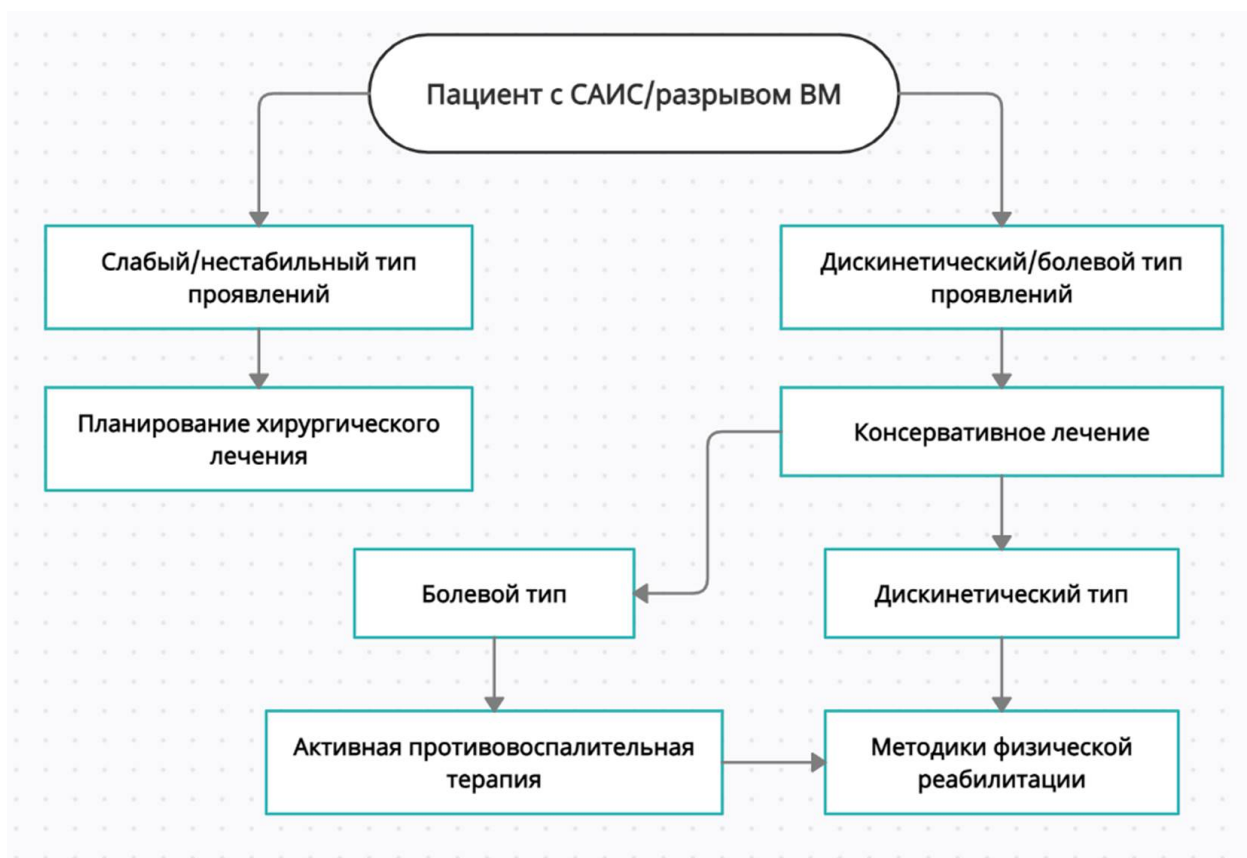 Пациент с САИС/разрывом ВМ
Слабый/нестабильный тип
проявлений
Дискинетический/болевой тип
проявлений
Планирование хирургического
лечения
Консервативное лечение
Болевой тип
Дискинетический тип
Активная противовоспалительная
терапия
Методики физической
реабилитации